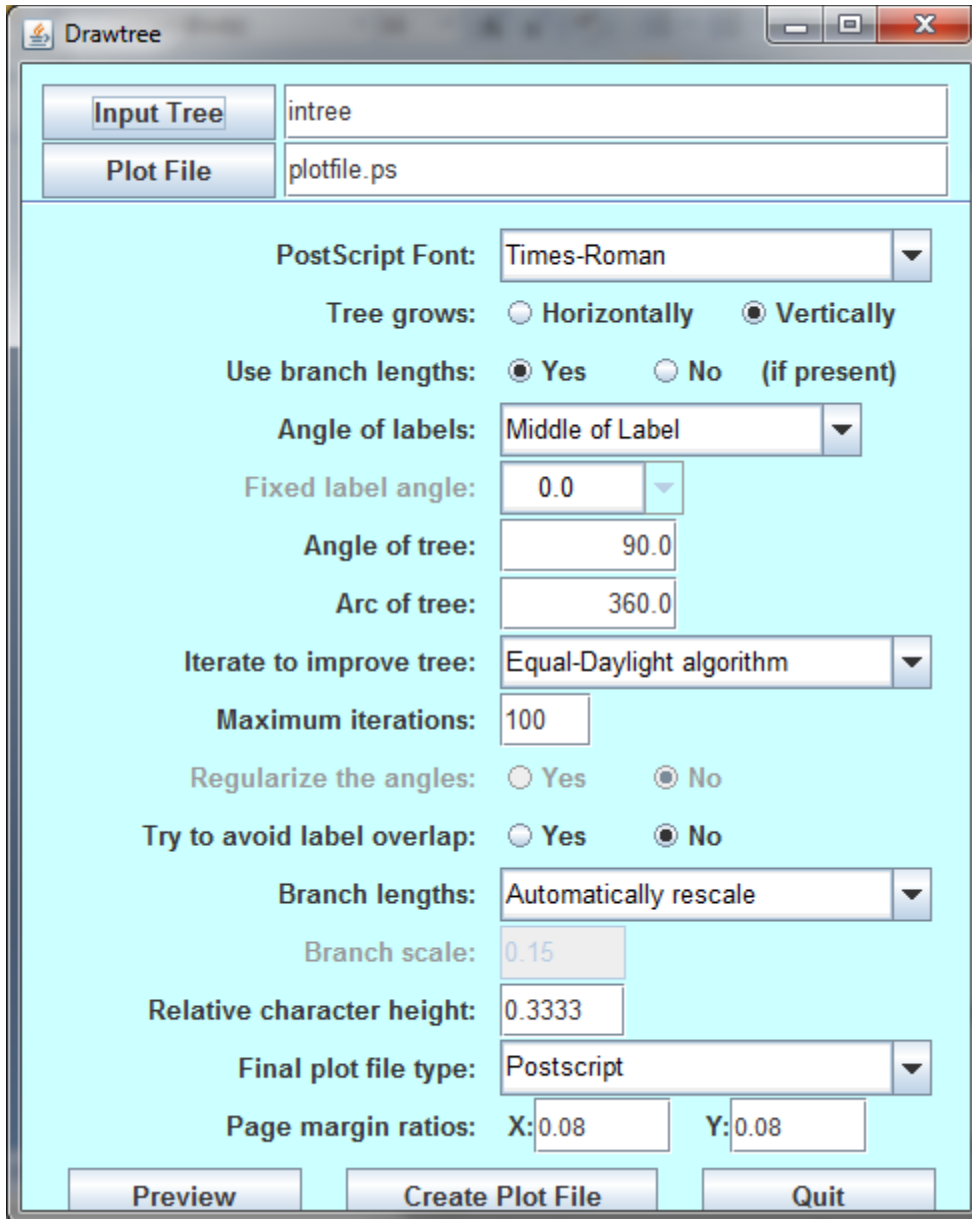 Drawtree
Input Tree intree
Plot File plotfile.ps
PostScript Font: Times-Roman
Tree grows: Horizontally Vertically
Use branch lengths: Yes No (if present)
Angle of labels: Middle of Label
Fixed label angle: 0.0
Angle of tree: 90.0
Arc of tree: 360.0
Iterate to improve tree: Equal-Daylight algorithm
Maximum iterations: 100
Regularize the angles: Yes No
Try to avoid label overlap: Yes No
Branch lengths: Automatically rescale
Branch scale: 0.15
Relative character height: 0.3333
Final plot file type: Postscript
Page margin ratios: X: 0.08 Y: 0.08
Preview Create Plot File Quit